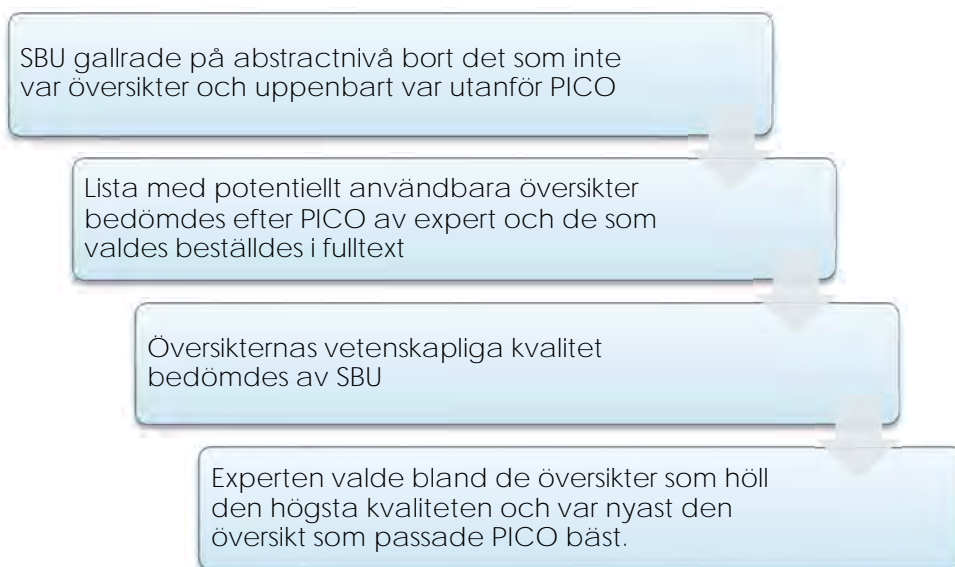 SBU gallrade på abstractnivå bort det som inte
var översikter och uppenbart var utanför PICO
Lista med potentiellt användbara översikter
bedömdes efter PICO av expert och de som
valdes beställdes i fulltext
Översikternas vetenskapliga kvalitet
bedömdes av SBU
Experten valde bland de översikter som höll
den högsta kvaliteten och var nyast den
översikt som passade PICO bäst.